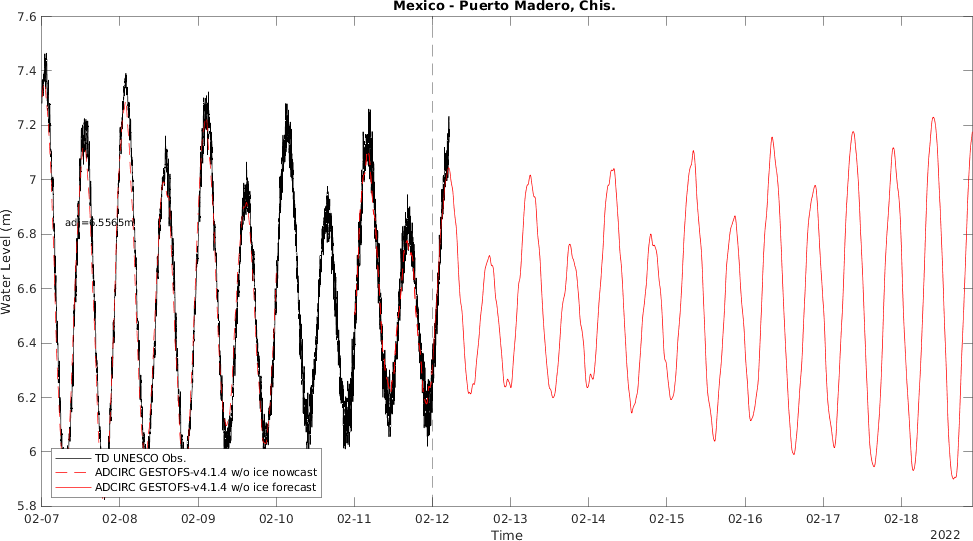 Mexico - Puerto Madero, Chis.
7.6
7.4
7.2
7
6.8
6.6
6.4
6.2
6
5.8
Water Level (m)
adj=6.5565m
TD UNESCO Obs.
ADCIRC GESTOFS-v4.1.4 w/o ice nowcast
ADCIRC GESTOFS-v4.1.4 w/o ice forecast
02-07 02-08 02-09 02-10 02-11 02-12 02-13 02-14 02-15 02-16 02-17 02-18
Time
2022